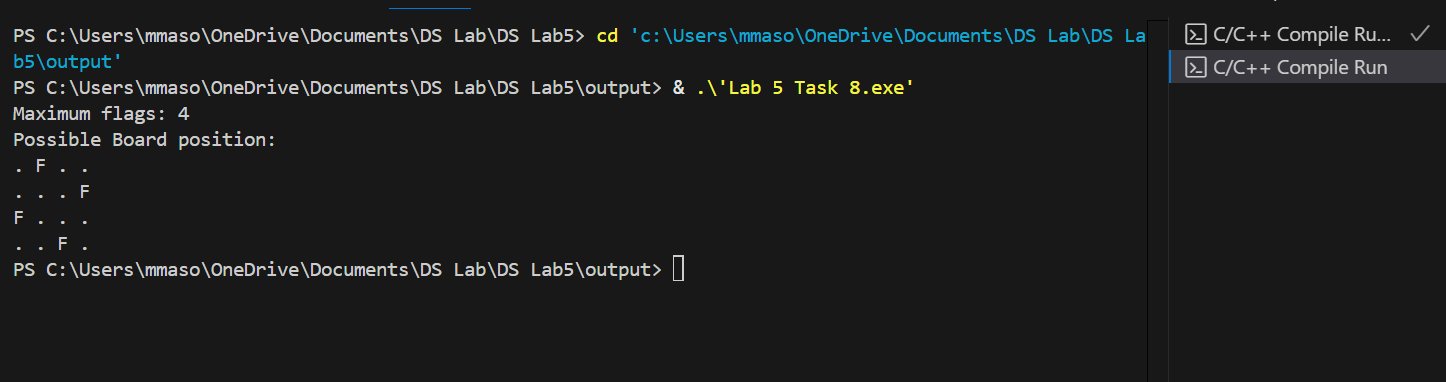 PS C:\Users\mmaso\OneDrive\Documents\DS Lab\DS Lab5> cd 'c:\Users\mmaso\OneDrive\Documents\DS Lab\DS La
b5\output'
PS C:\Users\mmaso\OneDrive\Documents\DS Lab\DS Lab5\output> & .\'Lab 5 Task 8.exe'
Maximum flags: 4
Possible Board position:
. F . .
. . . F
F . . .
. . F .
PS C:\Users\mmaso\OneDrive\Documents\DS Lab\DS Lab5\output>
C/C++ Compile Ru...
C/C++ Compile Run